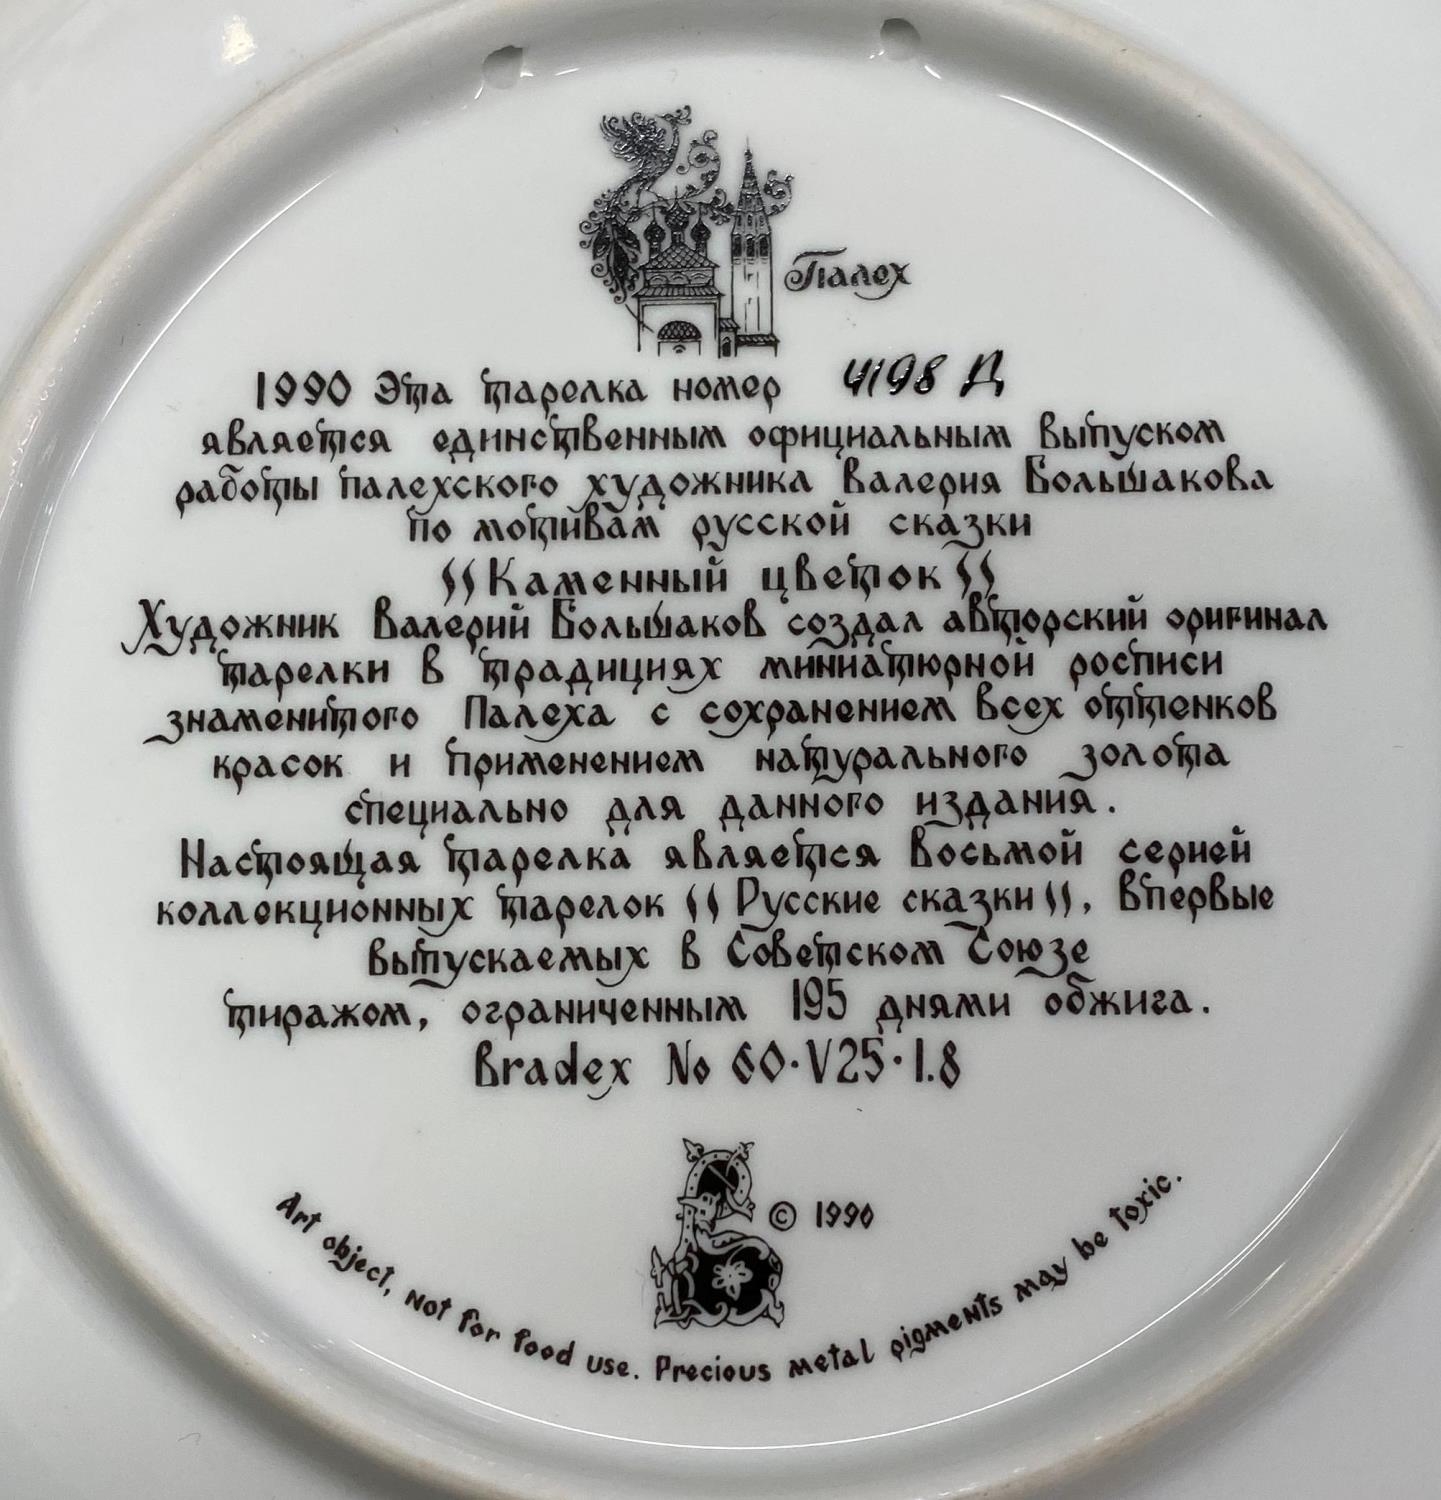 Палех
1990 Эта тарелка номер 4198 Д
является единственным официальным выпуском
работы палехского художника Валерия Большакова
по мотивам русской сказки
"Каменный цветок"
Художник Валерий Большаков создал авторский оригинал
тарелки в традициях миниатюрной росписи
знаменитого Палеха с сохранением всех оттенков
красок и применением натурального золота
специально для данного издания.
Настоящая тарелка является восьмой серией
коллекционных тарелок "Русские сказки", впервые
выпускаемых в Советском Союзе
тиражом, ограниченным 195 днями обжига.
Bradex No 60·V25·1.8
© 1990
Art object, not for food use. Precious metal pigments may be toxic.